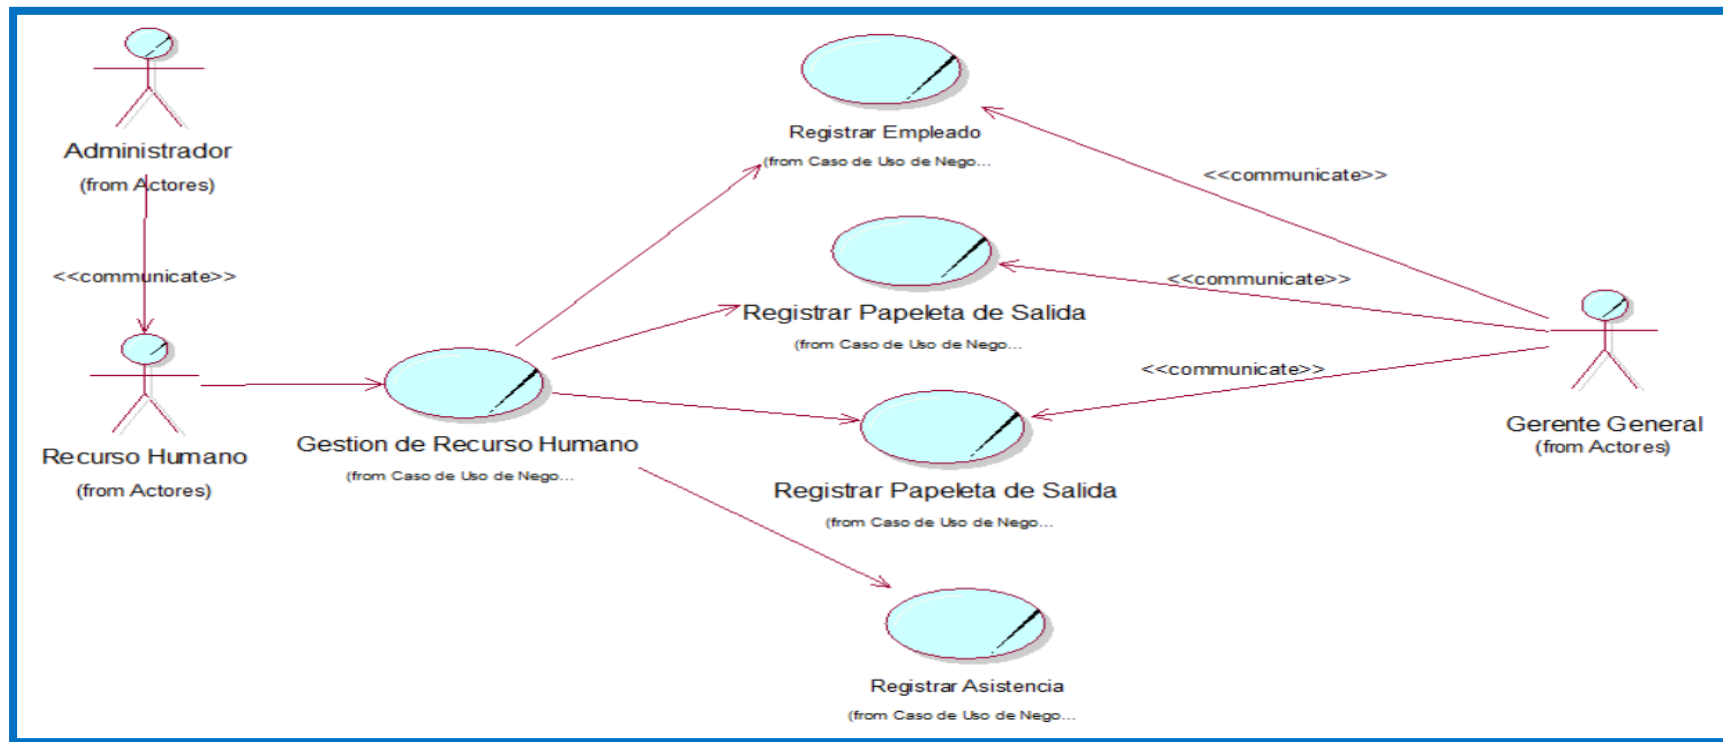 Administrador
(from Actores)
<<communicate>>
Recurso Humano
(from Actores)
Gestion de Recurso Humano
(from Caso de Uso de Nego...
Registrar Empleado
(from Caso de Uso de Nego...
Registrar Papeleta de Salida
(from Caso de Uso de Nego...
Registrar Papeleta de Salida
(from Caso de Uso de Nego...
Registrar Asistencia
(from Caso de Uso de Nego...
<<communicate>>
<<communicate>>
<<communicate>>
Gerente General
(from Actores)